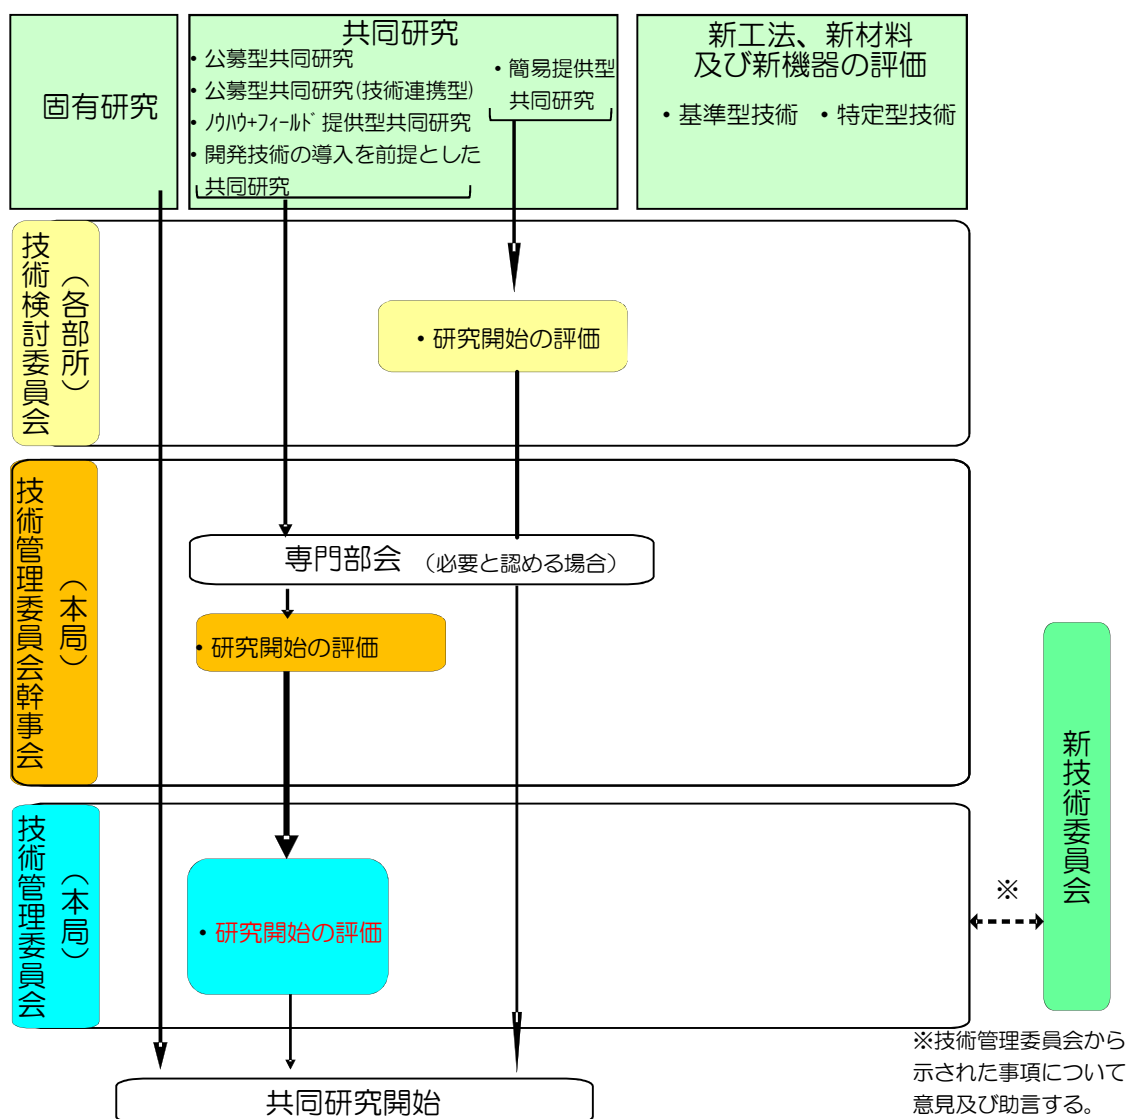 固有研究
共同研究
・公募型共同研究
・公募型共同研究(技術連携型)
・ﾉｳﾊｳ+ﾌｨｰﾙﾄﾞ提供型共同研究
・開発技術の導入を前提とした
共同研究
・簡易提供型
共同研究
新工法、新材料
及び新機器の評価
・基準型技術 ・特定型技術
技術検討委員会
（各部所）
・研究開始の評価
技術管理委員会幹事会
（本局）
専門部会 （必要と認める場合）
・研究開始の評価
技術管理委員会
（本局）
・研究開始の評価
※
新技術委員会
※技術管理委員会から
示された事項について
意見及び助言する。
共同研究開始